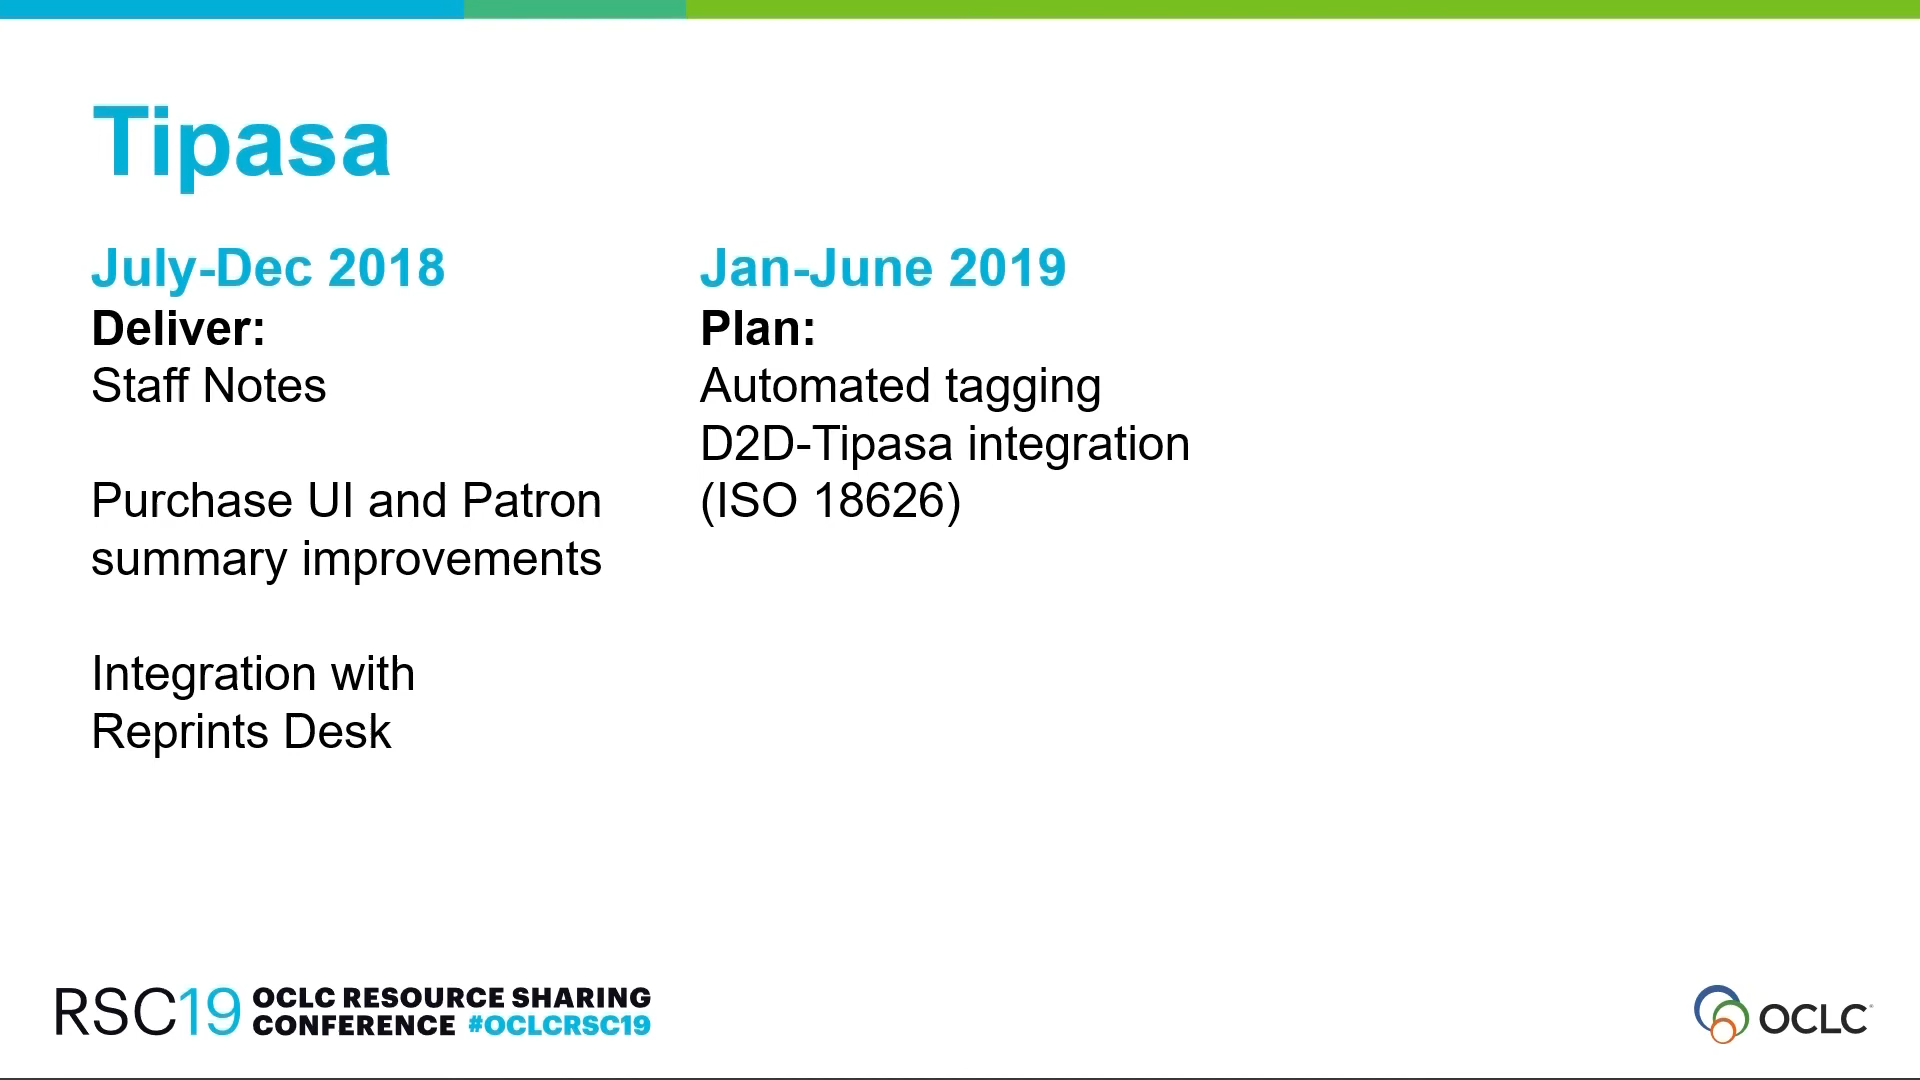 Tipasa
July-Dec 2018
Deliver:
Staff Notes
Purchase UI and Patron
summary improvements
Integration with
Reprints Desk
Jan-June 2019
Plan:
Automated tagging
D2D-Tipasa integration
(ISO 18626)
RSC19
OCLC RESOURCE SHARING
CONFERENCE #OCLCRSC19
OCLC